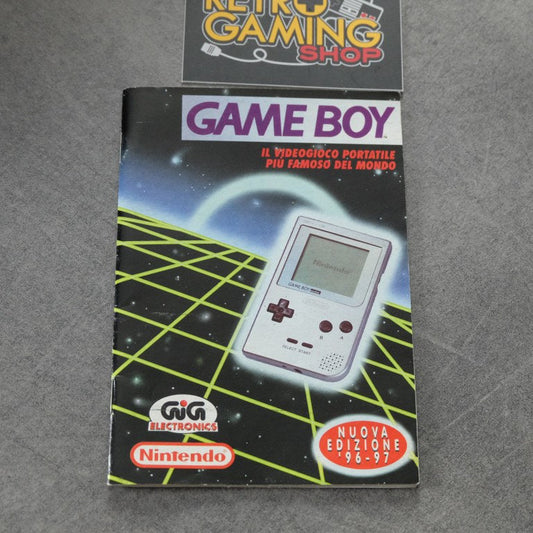 RETRO
GAMING
SHOP
GAME BOY
IL VIDEOGIOCO PORTATILE
PIÙ FAMOSO DEL MONDO
Nintendo
GAME BOY
B A
SELECT START
GiG
ELECTRONICS
Nintendo
NUOVA
EDIZIONE
'96-97